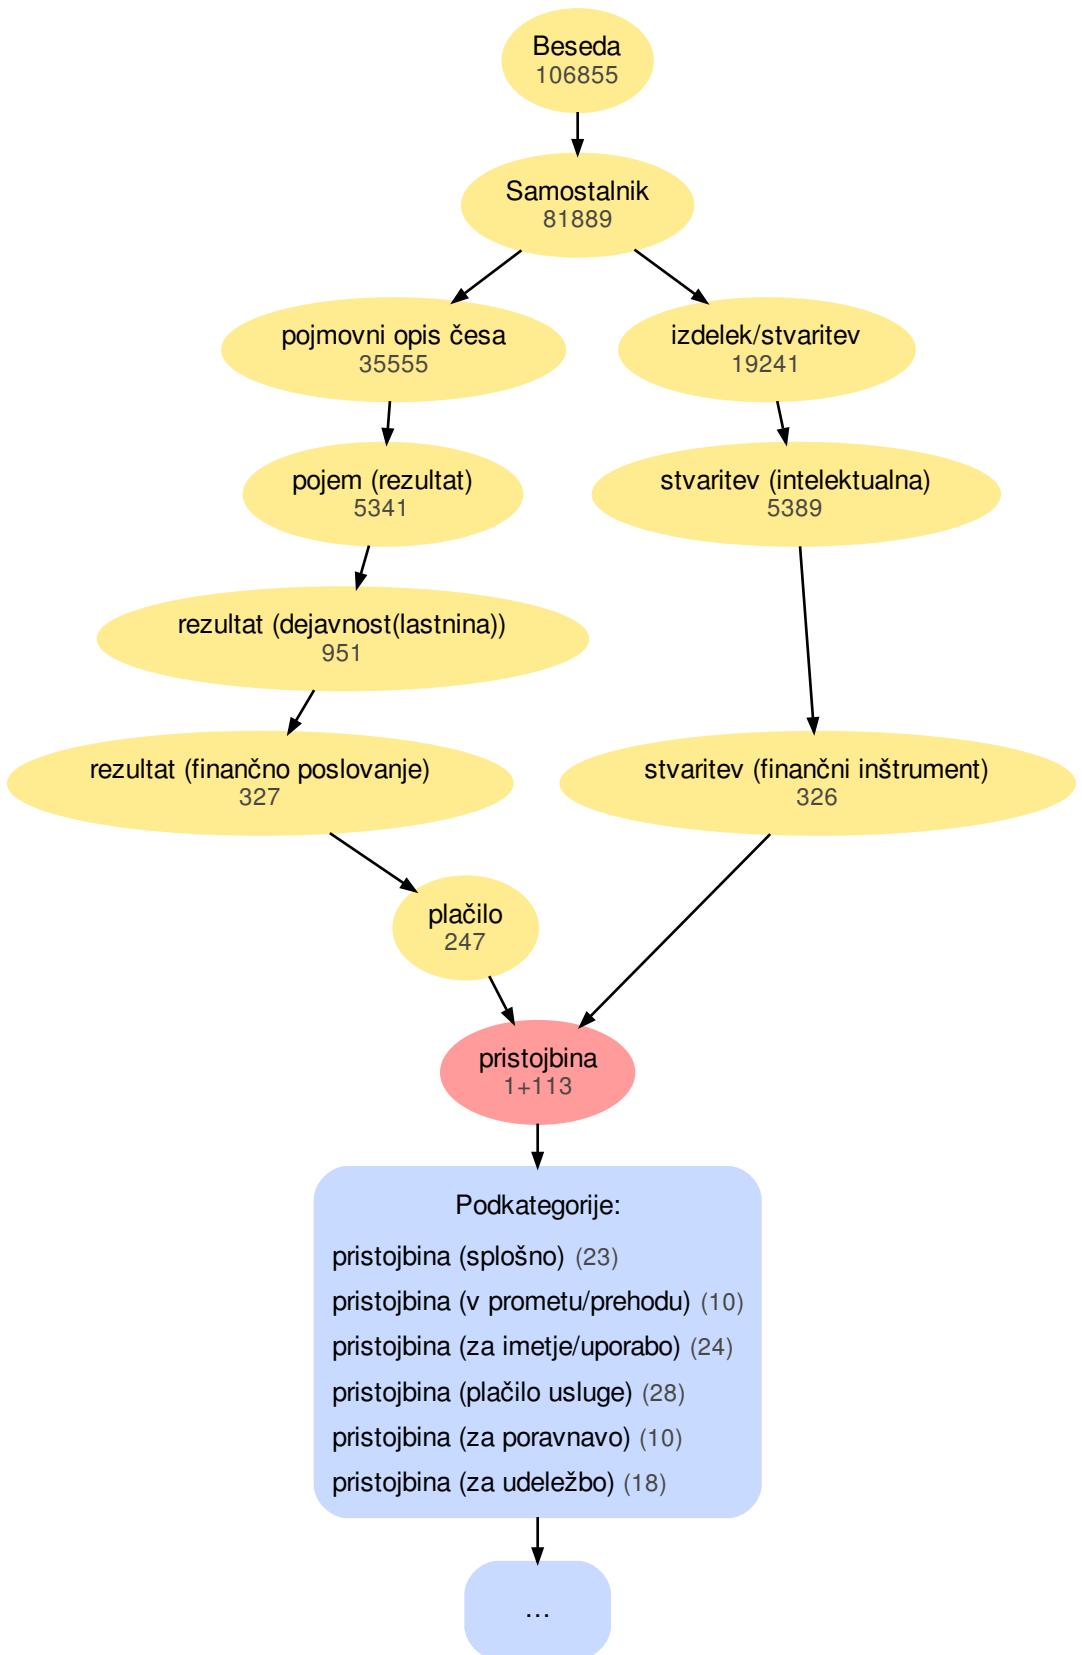 Beseda
106855
Samostalnik
81889
pojmovni opis česa
35555
izdelek/stvaritev
19241
pojem (rezultat)
5341
stvaritev (intelektualna)
5389
rezultat (dejavnost(lastnina))
951
rezultat (finančno poslovanje)
327
stvaritev (finančni inštrument)
326
plačilo
247
pristojbina
1+113
Podkategorije:
pristojbina (splošno) (23)
pristojbina (v prometu/prehodu) (10)
pristojbina (za imetje/uporabo) (24)
pristojbina (plačilo usluge) (28)
pristojbina (za poravnavo) (10)
pristojbina (za udeležbo) (18)
...